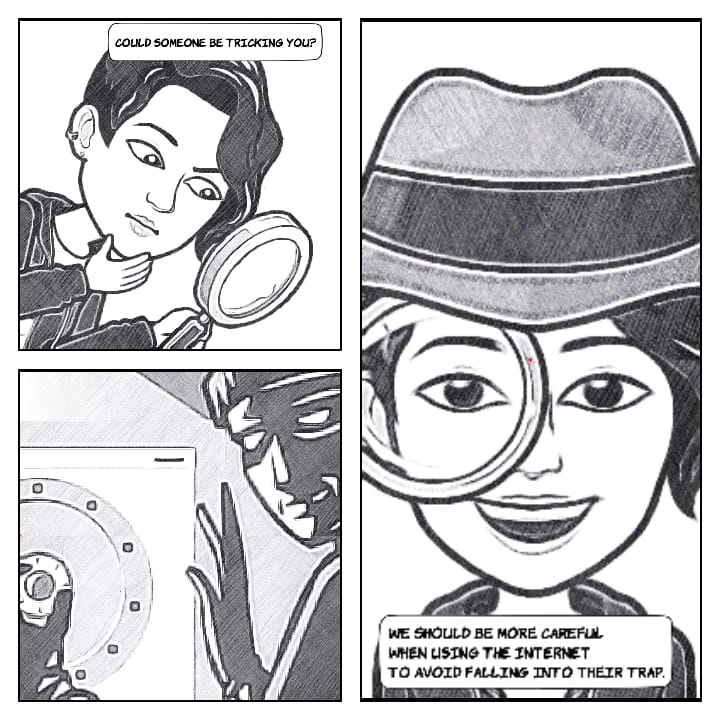 COULD SOMEONE BE TRICKING YOU?
WE SHOULD BE MORE CAREFUL
WHEN USING THE INTERNET
TO AVOID FALLING INTO THEIR TRAP.